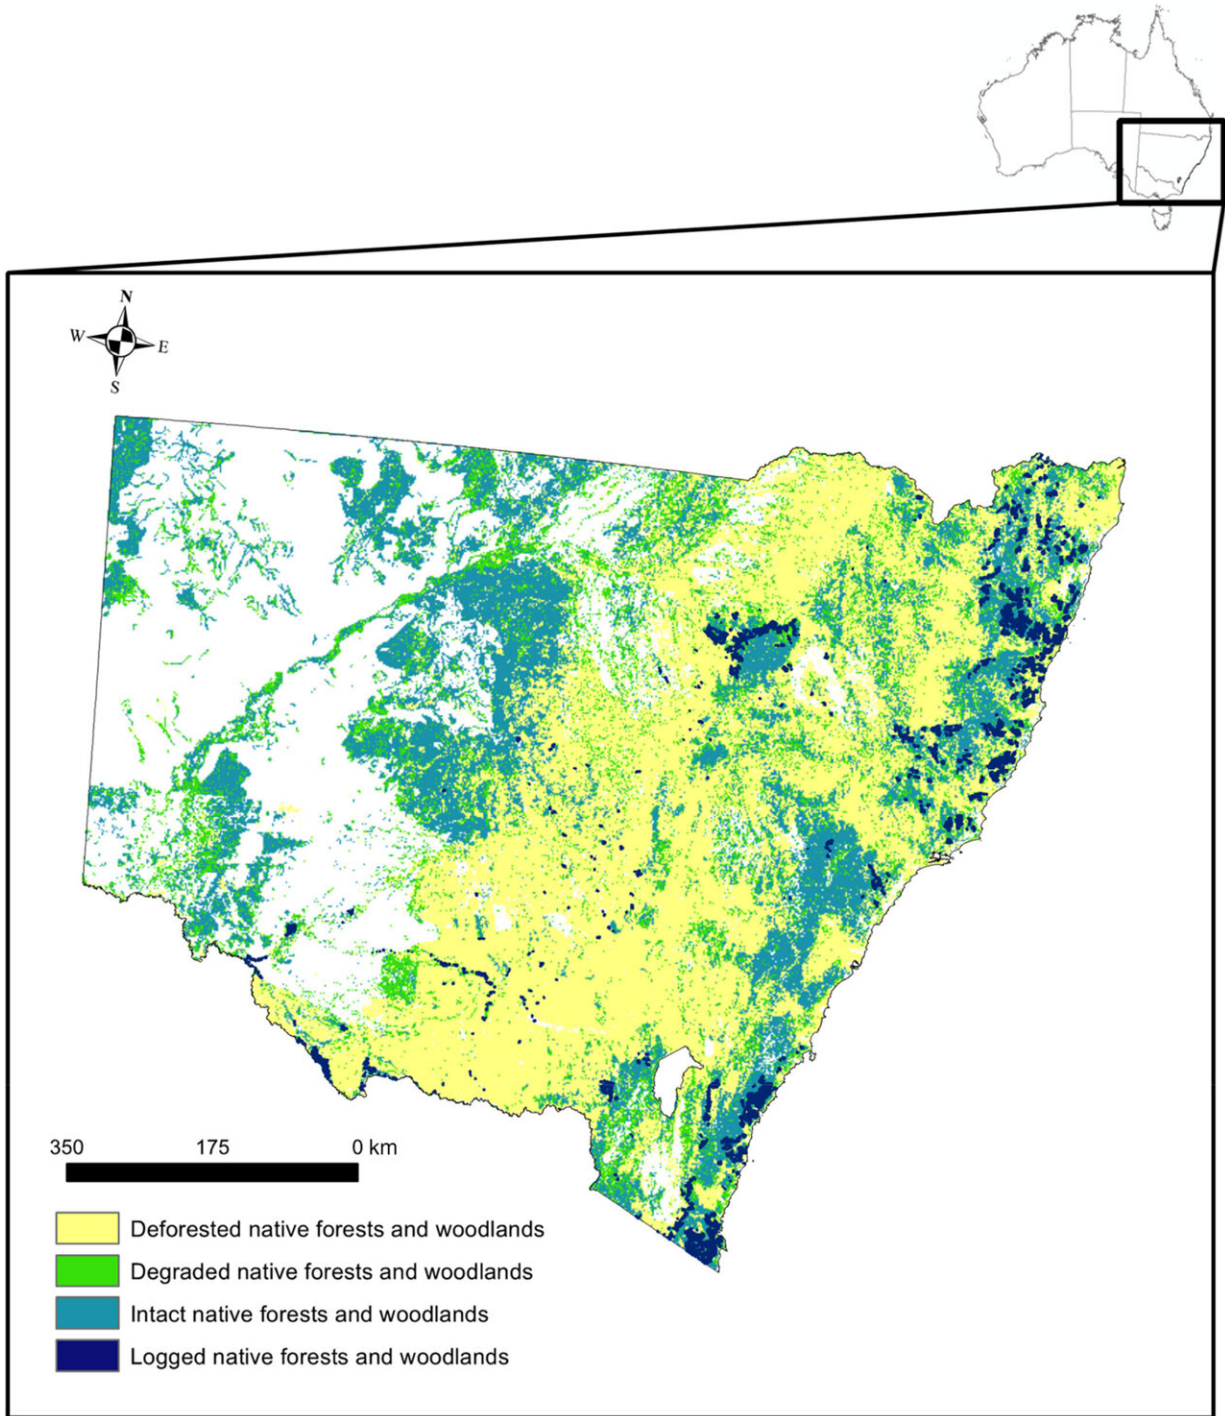 N
W E
S
350 175 0 km
Deforested native forests and woodlands
Degraded native forests and woodlands
Intact native forests and woodlands
Logged native forests and woodlands